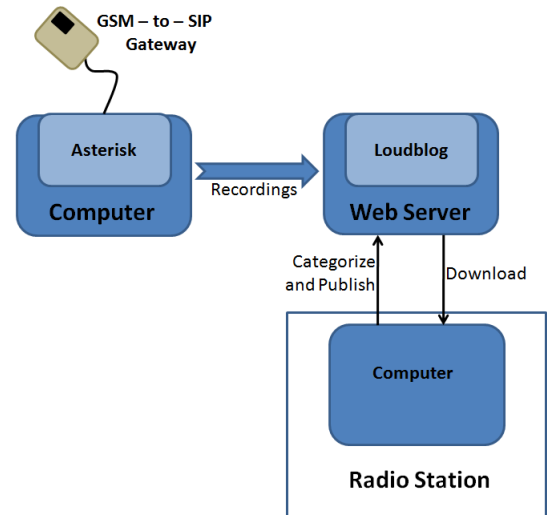 GSM – to – SIP
Gateway
Asterisk
Computer
Recordings
Loudblog
Web Server
Categorize
and Publish
Download
Computer
Radio Station